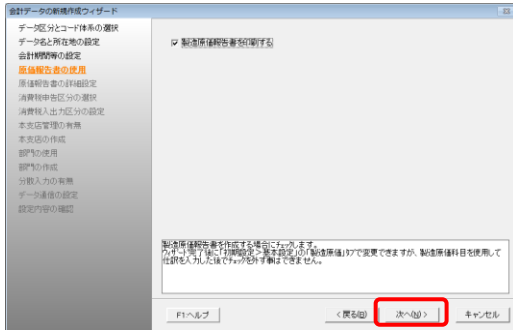 会計データの新規作成ウィザード
データ区分とコード体系の選択
データ名と所在地の設定
会計期間等の設定
原価報告書の使用
原価報告書の詳細設定
消費税申告区分の選択
消費税入出力区分の設定
本支店管理の有無
本支店の作成
部門の使用
部門の作成
分散入力の有無
データ通信の設定
設定内容の確認
製造原価報告書を印刷する
製造原価報告書を作成する場合にチェックします。
ウィザード完了後に「初期設定＞基本設定」の「製造原価」タブで変更できますが、製造原価科目を使用して
仕訳を入力した後でチェックを外す事はできません。
F1:ヘルプ
< 戻る(B)
次へ(N) >
キャンセル